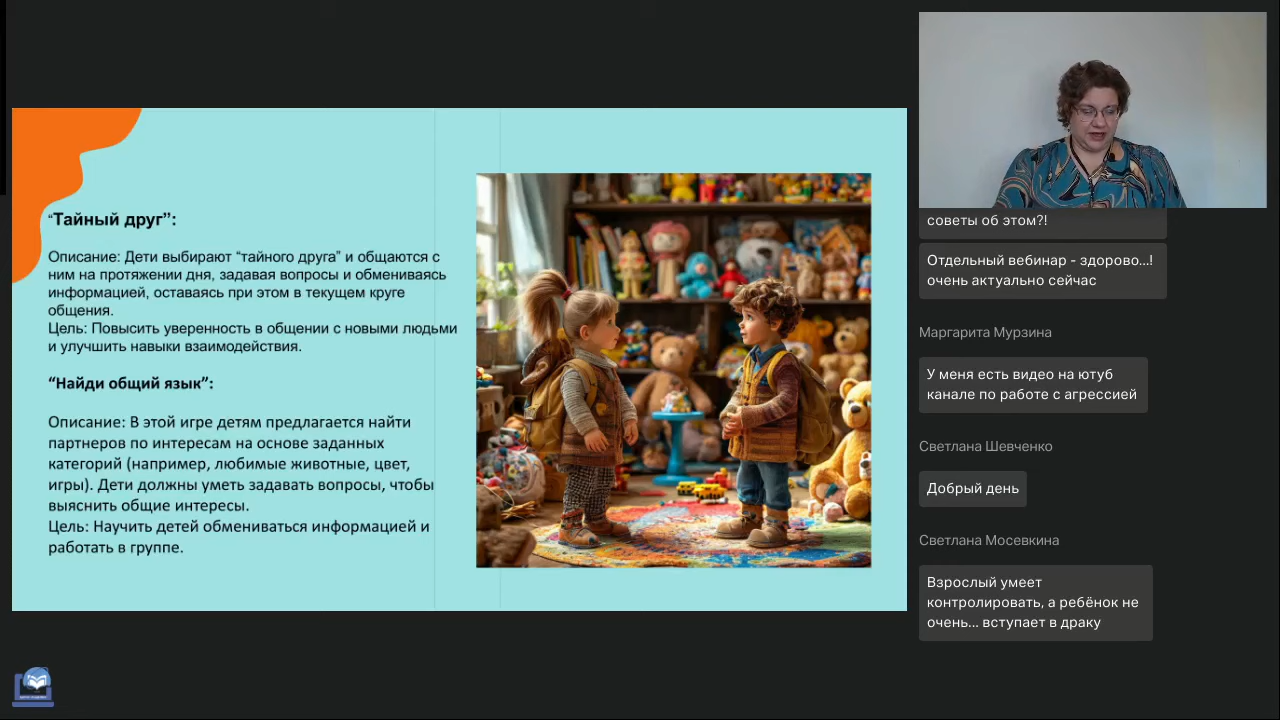 “Тайный друг”:
Описание: Дети выбирают “тайного друга” и общаются с
ним на протяжении дня, задавая вопросы и обмениваясь
информацией, оставаясь при этом в текущем круге
общения.
Цель: Повысить уверенность в общении с новыми людьми
и улучшить навыки взаимодействия.
“Найди общий язык”:
Описание: В этой игре детям предлагается найти
партнеров по интересам на основе заданных
категорий (например, любимые животные, цвет,
игры). Дети должны уметь задавать вопросы, чтобы
выяснить общие интересы.
Цель: Научить детей обмениваться информацией и
работать в группе.
советы об этом?!
Отдельный вебинар - здорово...!
очень актуально сейчас
Маргарита Мурзина
У меня есть видео на ютуб
канале по работе с агрессией
Светлана Шевченко
Добрый день
Светлана Мосевкина
Взрослый умеет
контролировать, а ребёнок не
очень... вступает в драку